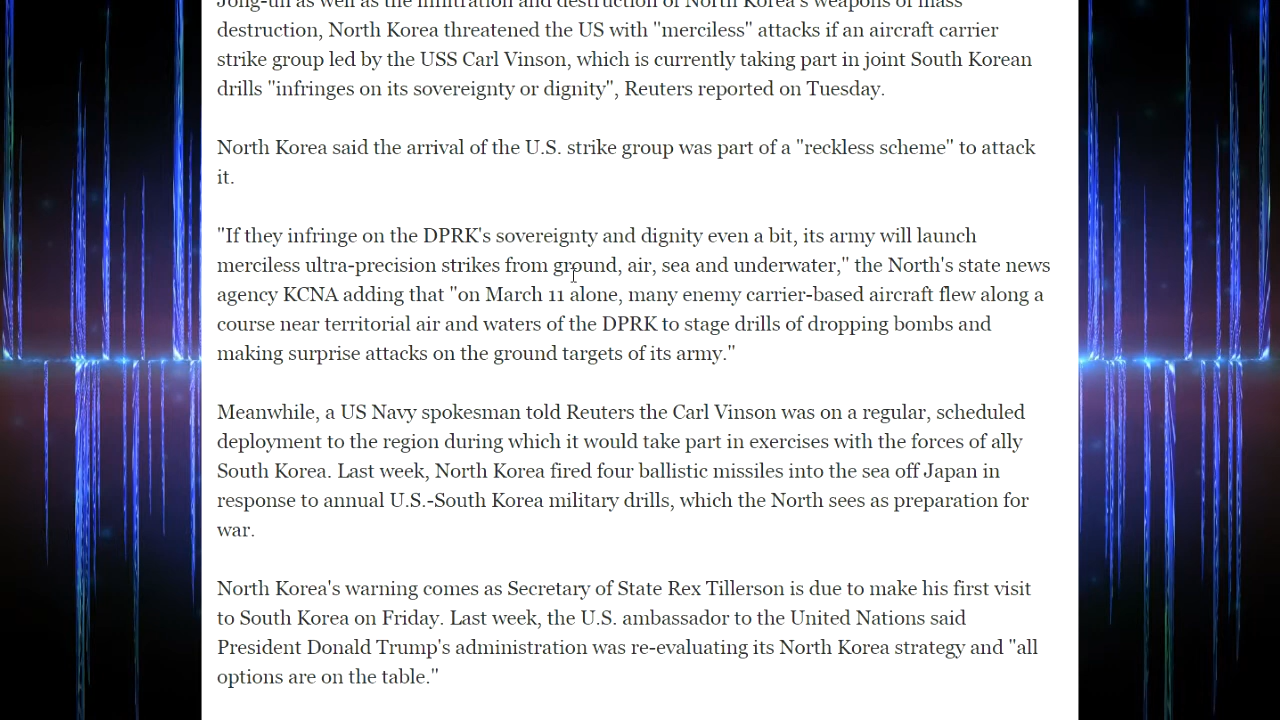 Jong-un as well as the infiltration and destruction of North Korea's weapons of mass
destruction, North Korea threatened the US with "merciless" attacks if an aircraft carrier
strike group led by the USS Carl Vinson, which is currently taking part in joint South Korean
drills "infringes on its sovereignty or dignity", Reuters reported on Tuesday.
North Korea said the arrival of the U.S. strike group was part of a "reckless scheme" to attack
it.
"If they infringe on the DPRK's sovereignty and dignity even a bit, its army will launch
merciless ultra-precision strikes from ground, air, sea and underwater," the North's state news
agency KCNA adding that "on March 11 alone, many enemy carrier-based aircraft flew along a
course near territorial air and waters of the DPRK to stage drills of dropping bombs and
making surprise attacks on the ground targets of its army."
Meanwhile, a US Navy spokesman told Reuters the Carl Vinson was on a regular, scheduled
deployment to the region during which it would take part in exercises with the forces of ally
South Korea. Last week, North Korea fired four ballistic missiles into the sea off Japan in
response to annual U.S.-South Korea military drills, which the North sees as preparation for
war.
North Korea's warning comes as Secretary of State Rex Tillerson is due to make his first visit
to South Korea on Friday. Last week, the U.S. ambassador to the United Nations said
President Donald Trump's administration was re-evaluating its North Korea strategy and "all
options are on the table."